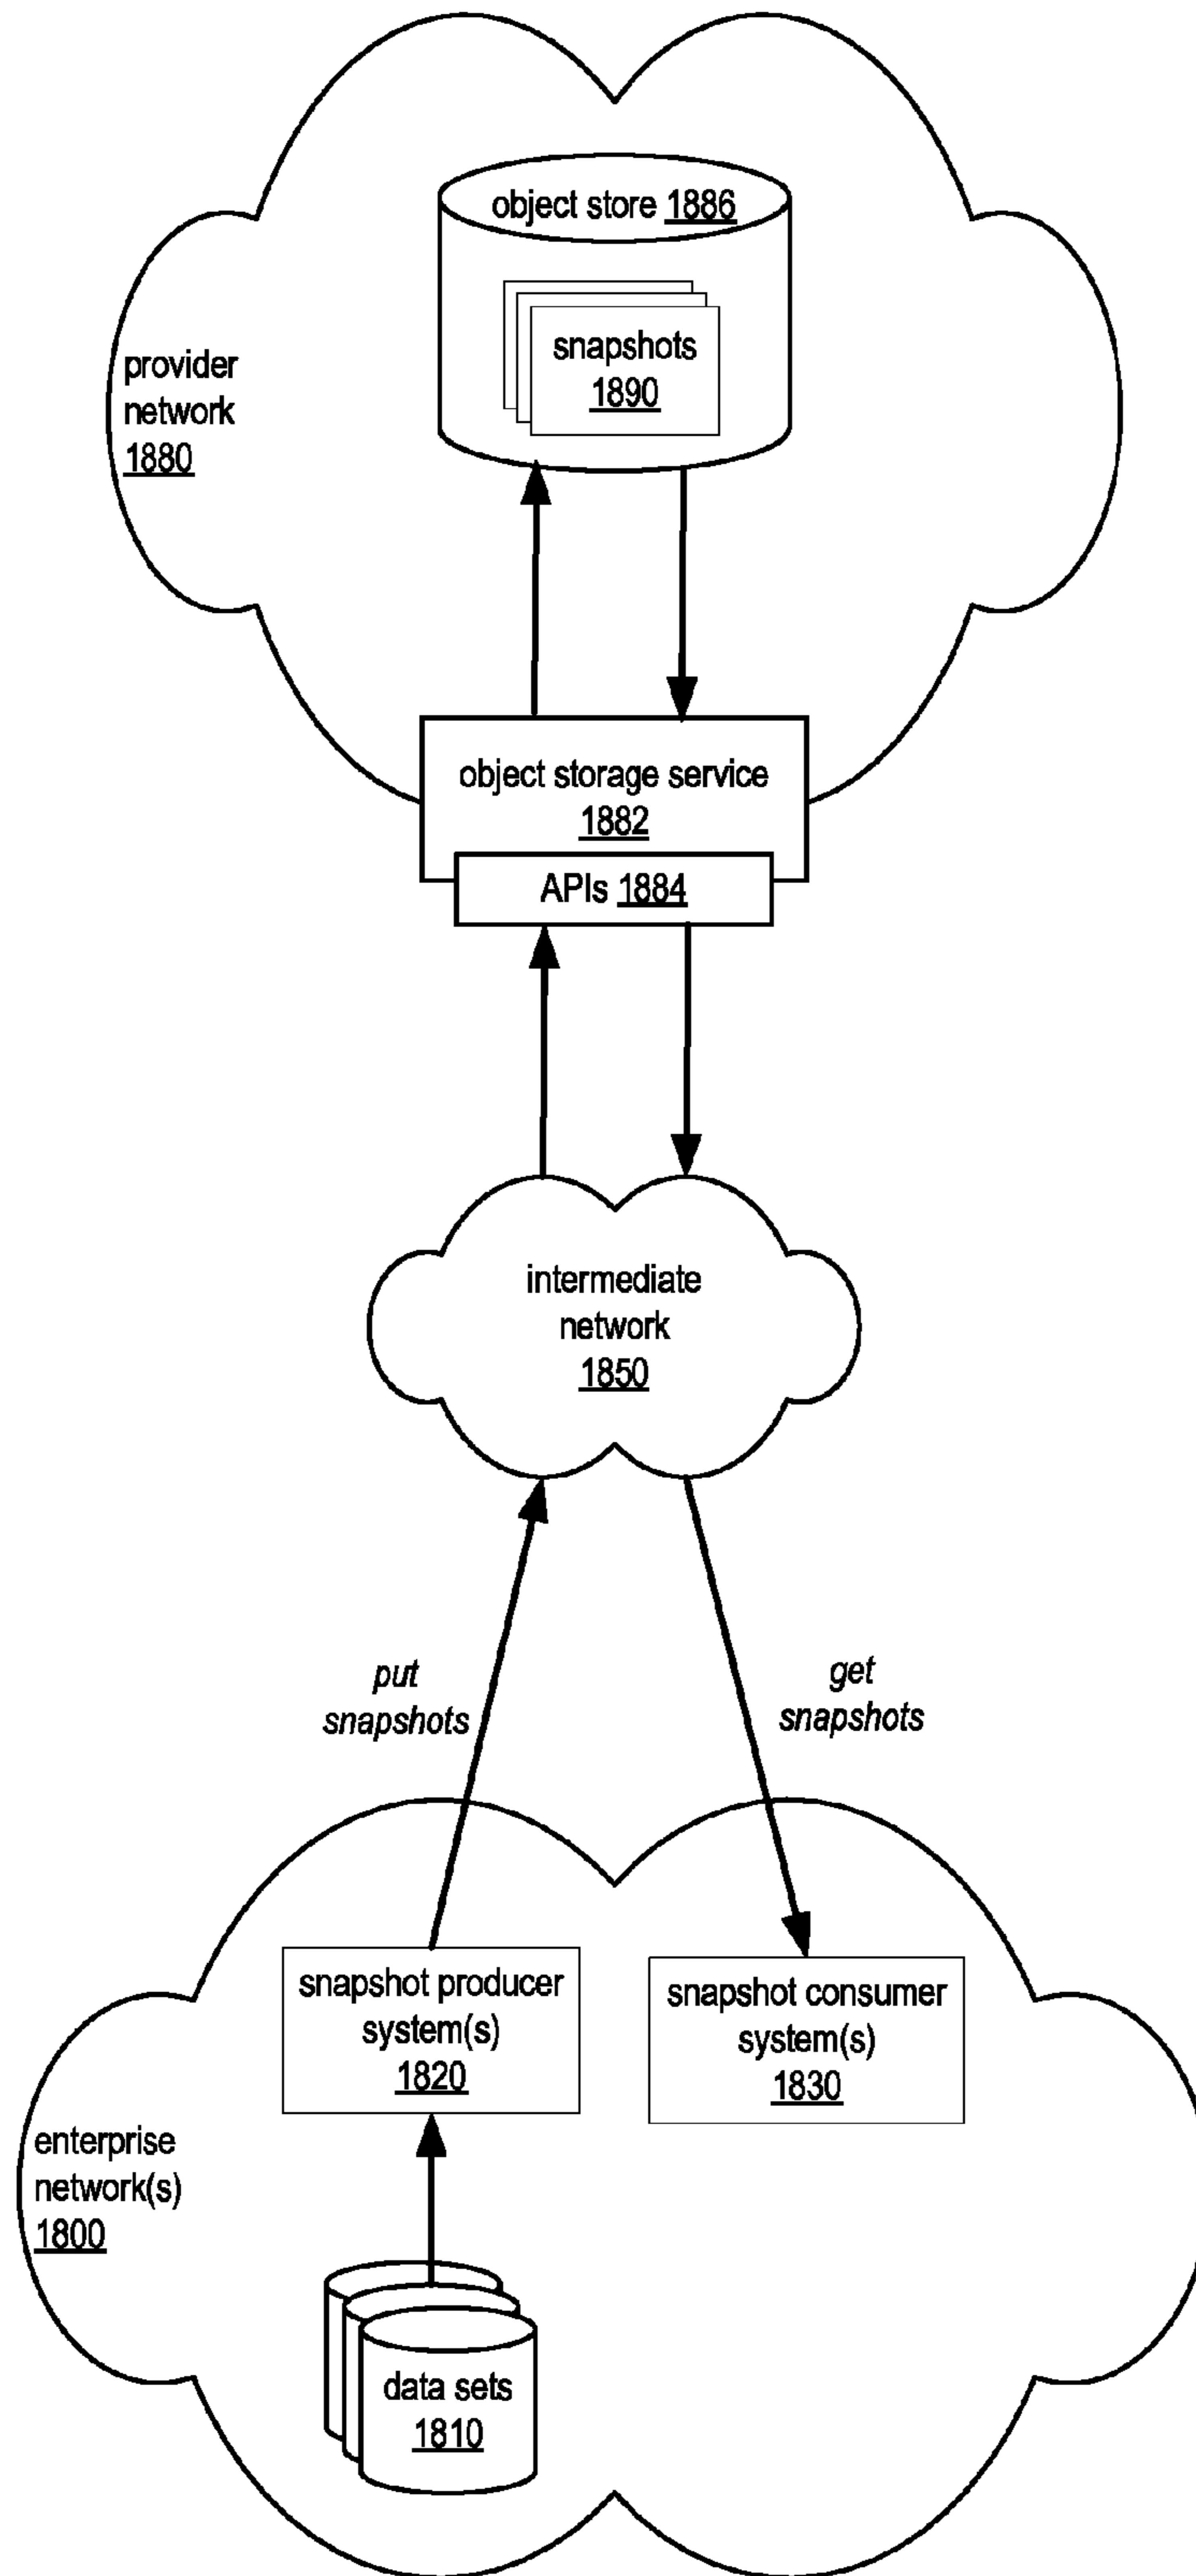 object store 1886
snapshots
1890
provider
network
1880
object storage service
1882
APIs 1884
intermediate
network
1850
put
snapshots
get
snapshots
snapshot producer
system(s)
1820
snapshot consumer
system(s)
1830
enterprise
network(s)
1800
data sets
1810